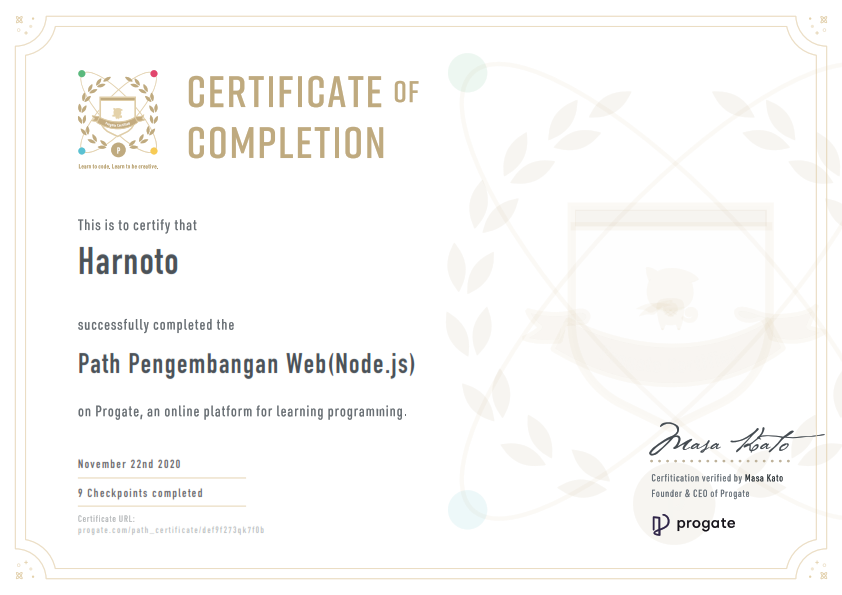 CERTIFICATE OF
COMPLETION
Learn to code. Learn to be creative.
This is to certify that
Harnoto
successfully completed the
Path Pengembangan Web(Node.js)
on Progate, an online platform for learning programming.
November 22nd 2020
9 Checkpoints completed
Certificate URL:
progate.com/path_certificate/defff273qk7f0b
Masa Kato
Cerfitication verified by Masa Kato
Founder & CEO of Progate
progate